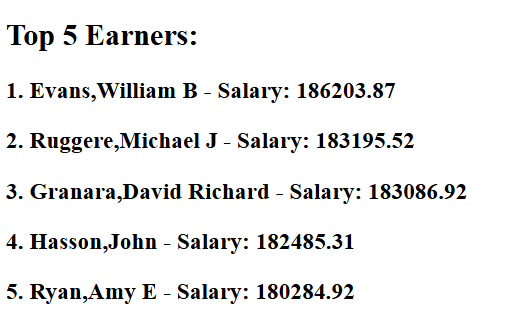 Top 5 Earners:
1. Evans,William B - Salary: 186203.87
2. Ruggere,Michael J - Salary: 183195.52
3. Granara,David Richard - Salary: 183086.92
4. Hasson,John - Salary: 182485.31
5. Ryan,Amy E - Salary: 180284.92